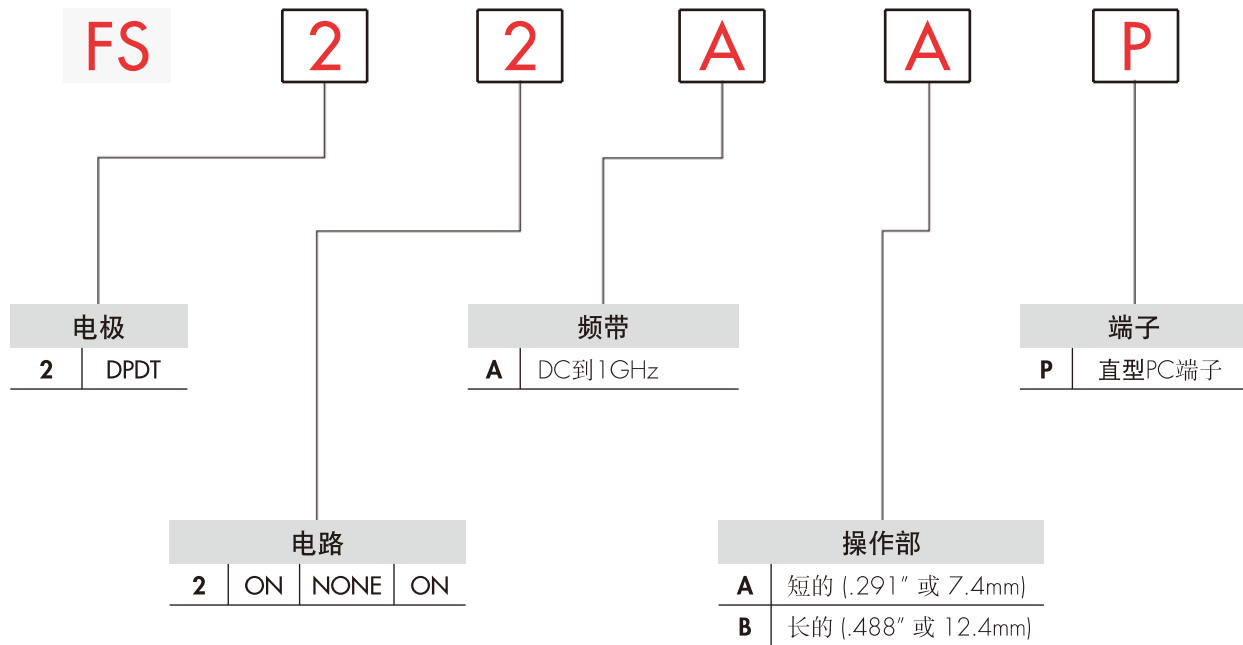 FS 2 2 A A P
电极
2 DPDT
频带
A DC到1GHz
端子
P 直型PC端子
电路
2 ON NONE ON
操作部
A 短的 (.291" 或 7.4mm)
B 长的 (.488" 或 12.4mm)